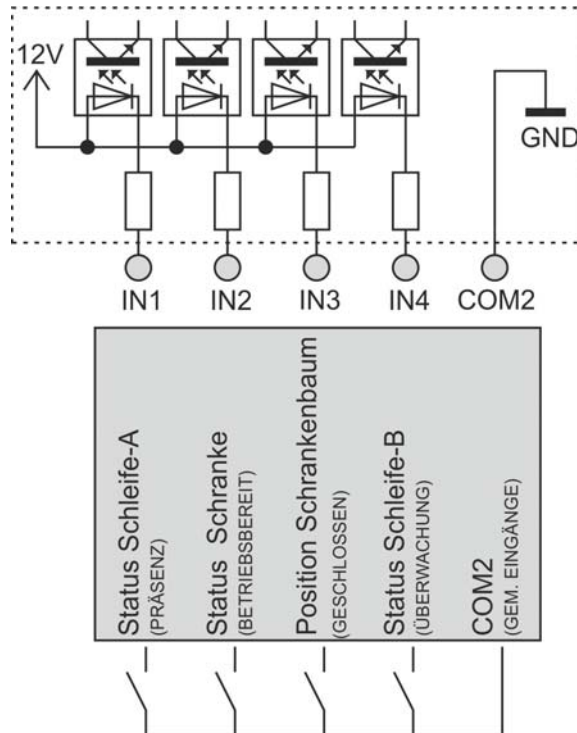 12V
GND
IN1 IN2 IN3 IN4 COM2
Status Schleife-A
(PRÄSENZ)
Status Schranke
(BETRIEBSBEREIT)
Position Schrankenbaum
(GESCHLOSSEN)
Status Schleife-B
(ÜBERWACHUNG)
COM2
(GEM. EINGÄNGE)